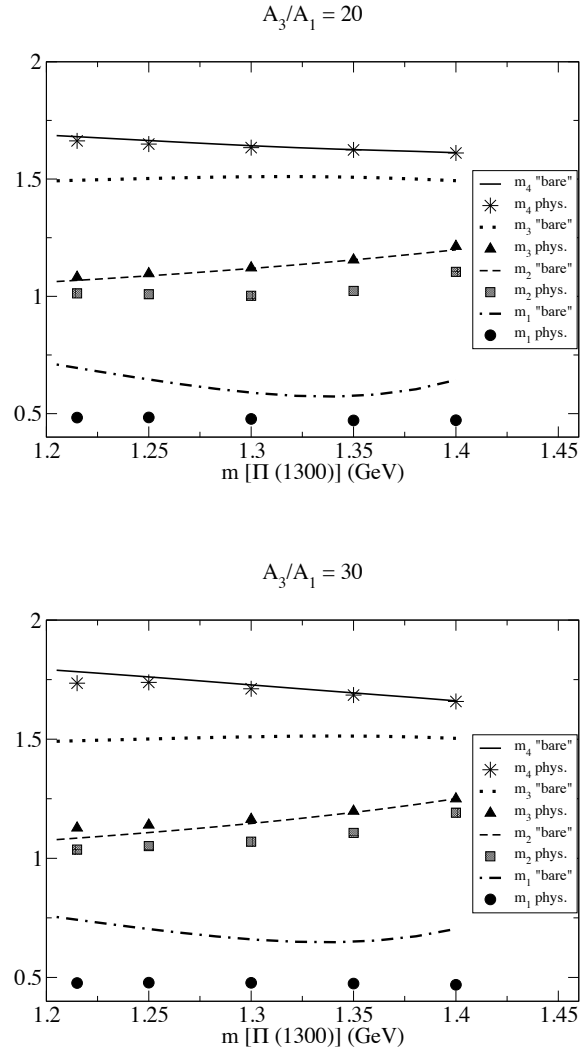 A₃/A₁ = 20
2
1.5
1
0.5
1.2 1.25 1.3 1.35 1.4 1.45
m [Π (1300)] (GeV)
m₄ "bare"
m₄ phys.
m₃ "bare"
m₃ phys.
m₂ "bare"
m₂ phys.
m₁ "bare"
m₁ phys.
A₃/A₁ = 30
2
1.5
1
0.5
1.2 1.25 1.3 1.35 1.4 1.45
m [Π (1300)] (GeV)
m₄ "bare"
m₄ phys.
m₃ "bare"
m₃ phys.
m₂ "bare"
m₂ phys.
m₁ "bare"
m₁ phys.